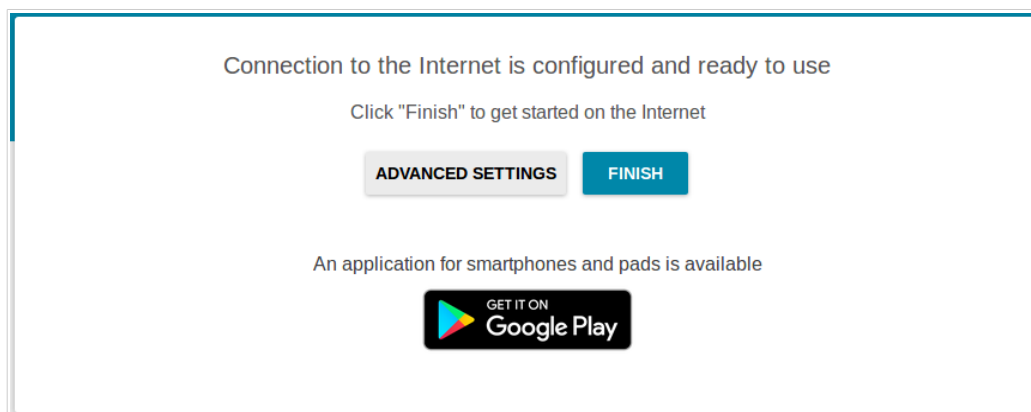 Connection to the Internet is configured and ready to use
Click "Finish" to get started on the Internet
ADVANCED SETTINGS FINISH
An application for smartphones and pads is available
GET IT ON
Google Play